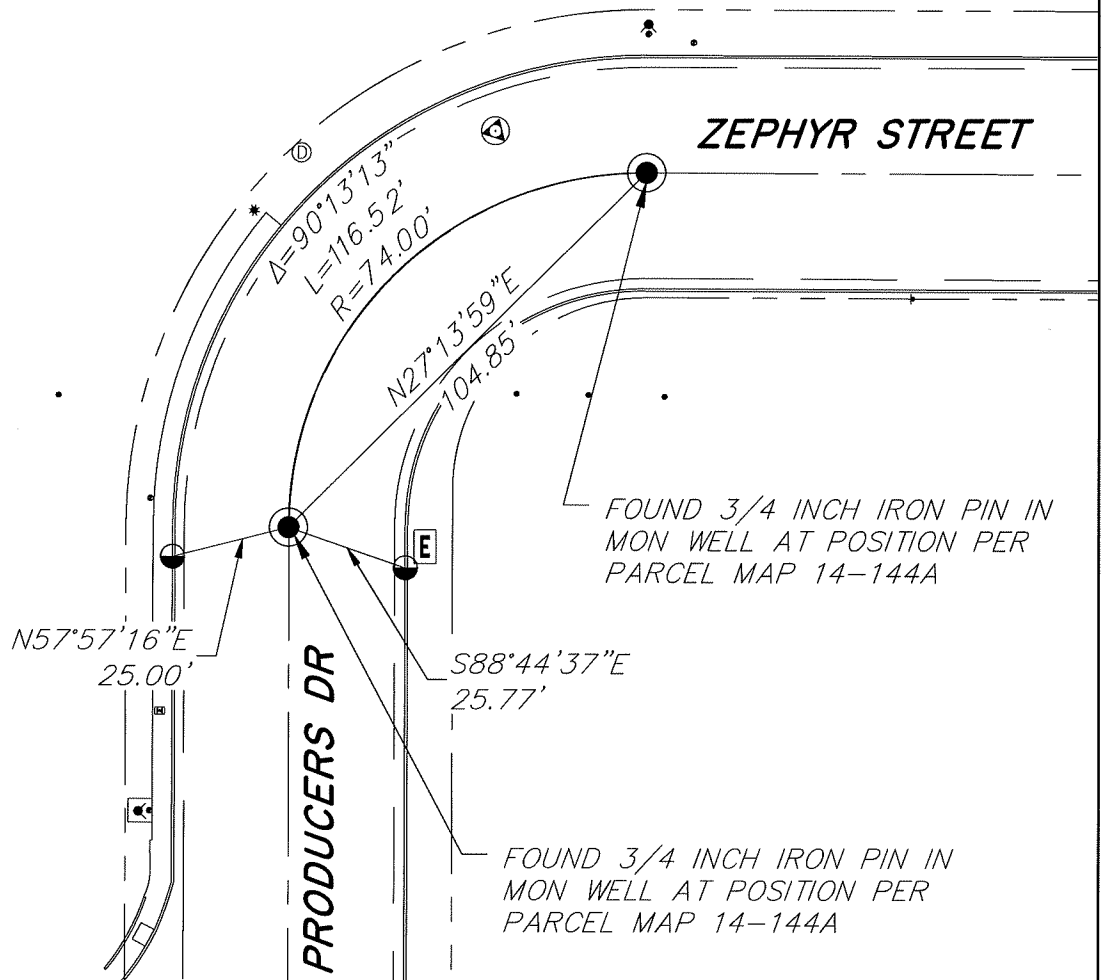 ZEPHYR STREET
D
Δ=90°13'13"
L=116.52'
R=74.00'
N27°13'59"E
104.85'
FOUND 3/4 INCH IRON PIN IN
MON WELL AT POSITION PER
PARCEL MAP 14-144A
E
N57°57'16"E
25.00'
S88°44'37"E
25.77'
PRODUCERS DR
FOUND 3/4 INCH IRON PIN IN
MON WELL AT POSITION PER
PARCEL MAP 14-144A